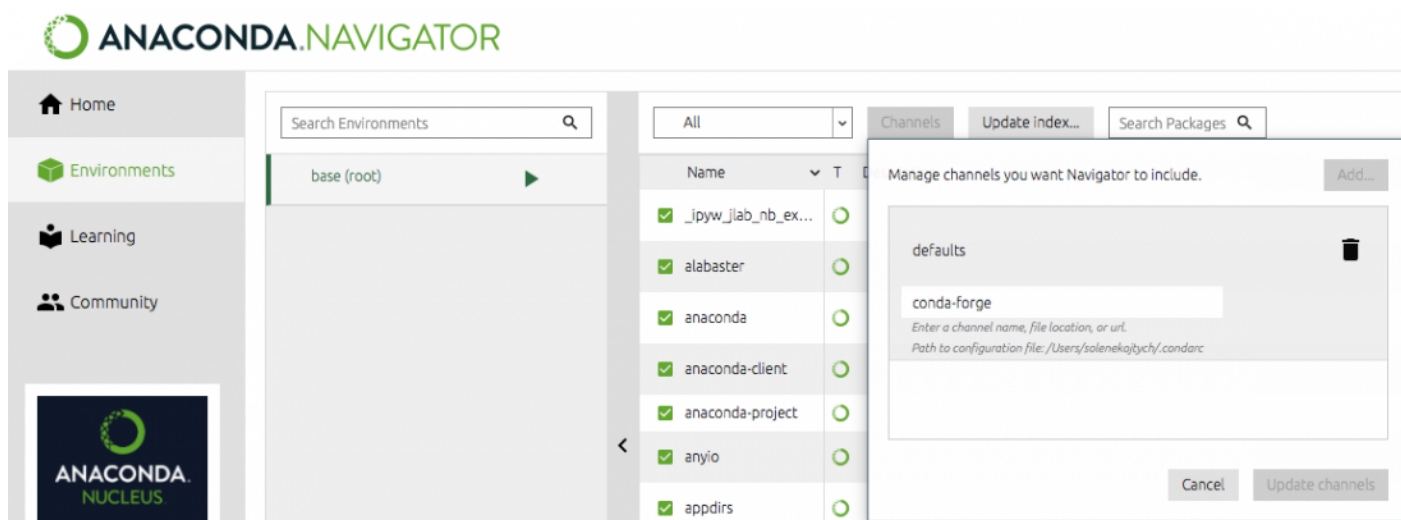 ANACONDA.NAVIGATOR
Home
Environments
Learning
Community
ANACONDA.
NUCLEUS
Search Environments
base (root)
All
Channels
Update index...
Search Packages
Name
T
D
_ipyw_jlab_nb_ex...
alabaster
anaconda
anaconda-client
anaconda-project
anyio
appdirs
Manage channels you want Navigator to include.
Add...
defaults
conda-forge
Enter a channel name, file location, or url.
Path to configuration file: /Users/solenekojtych/.condarc
Cancel
Update channels